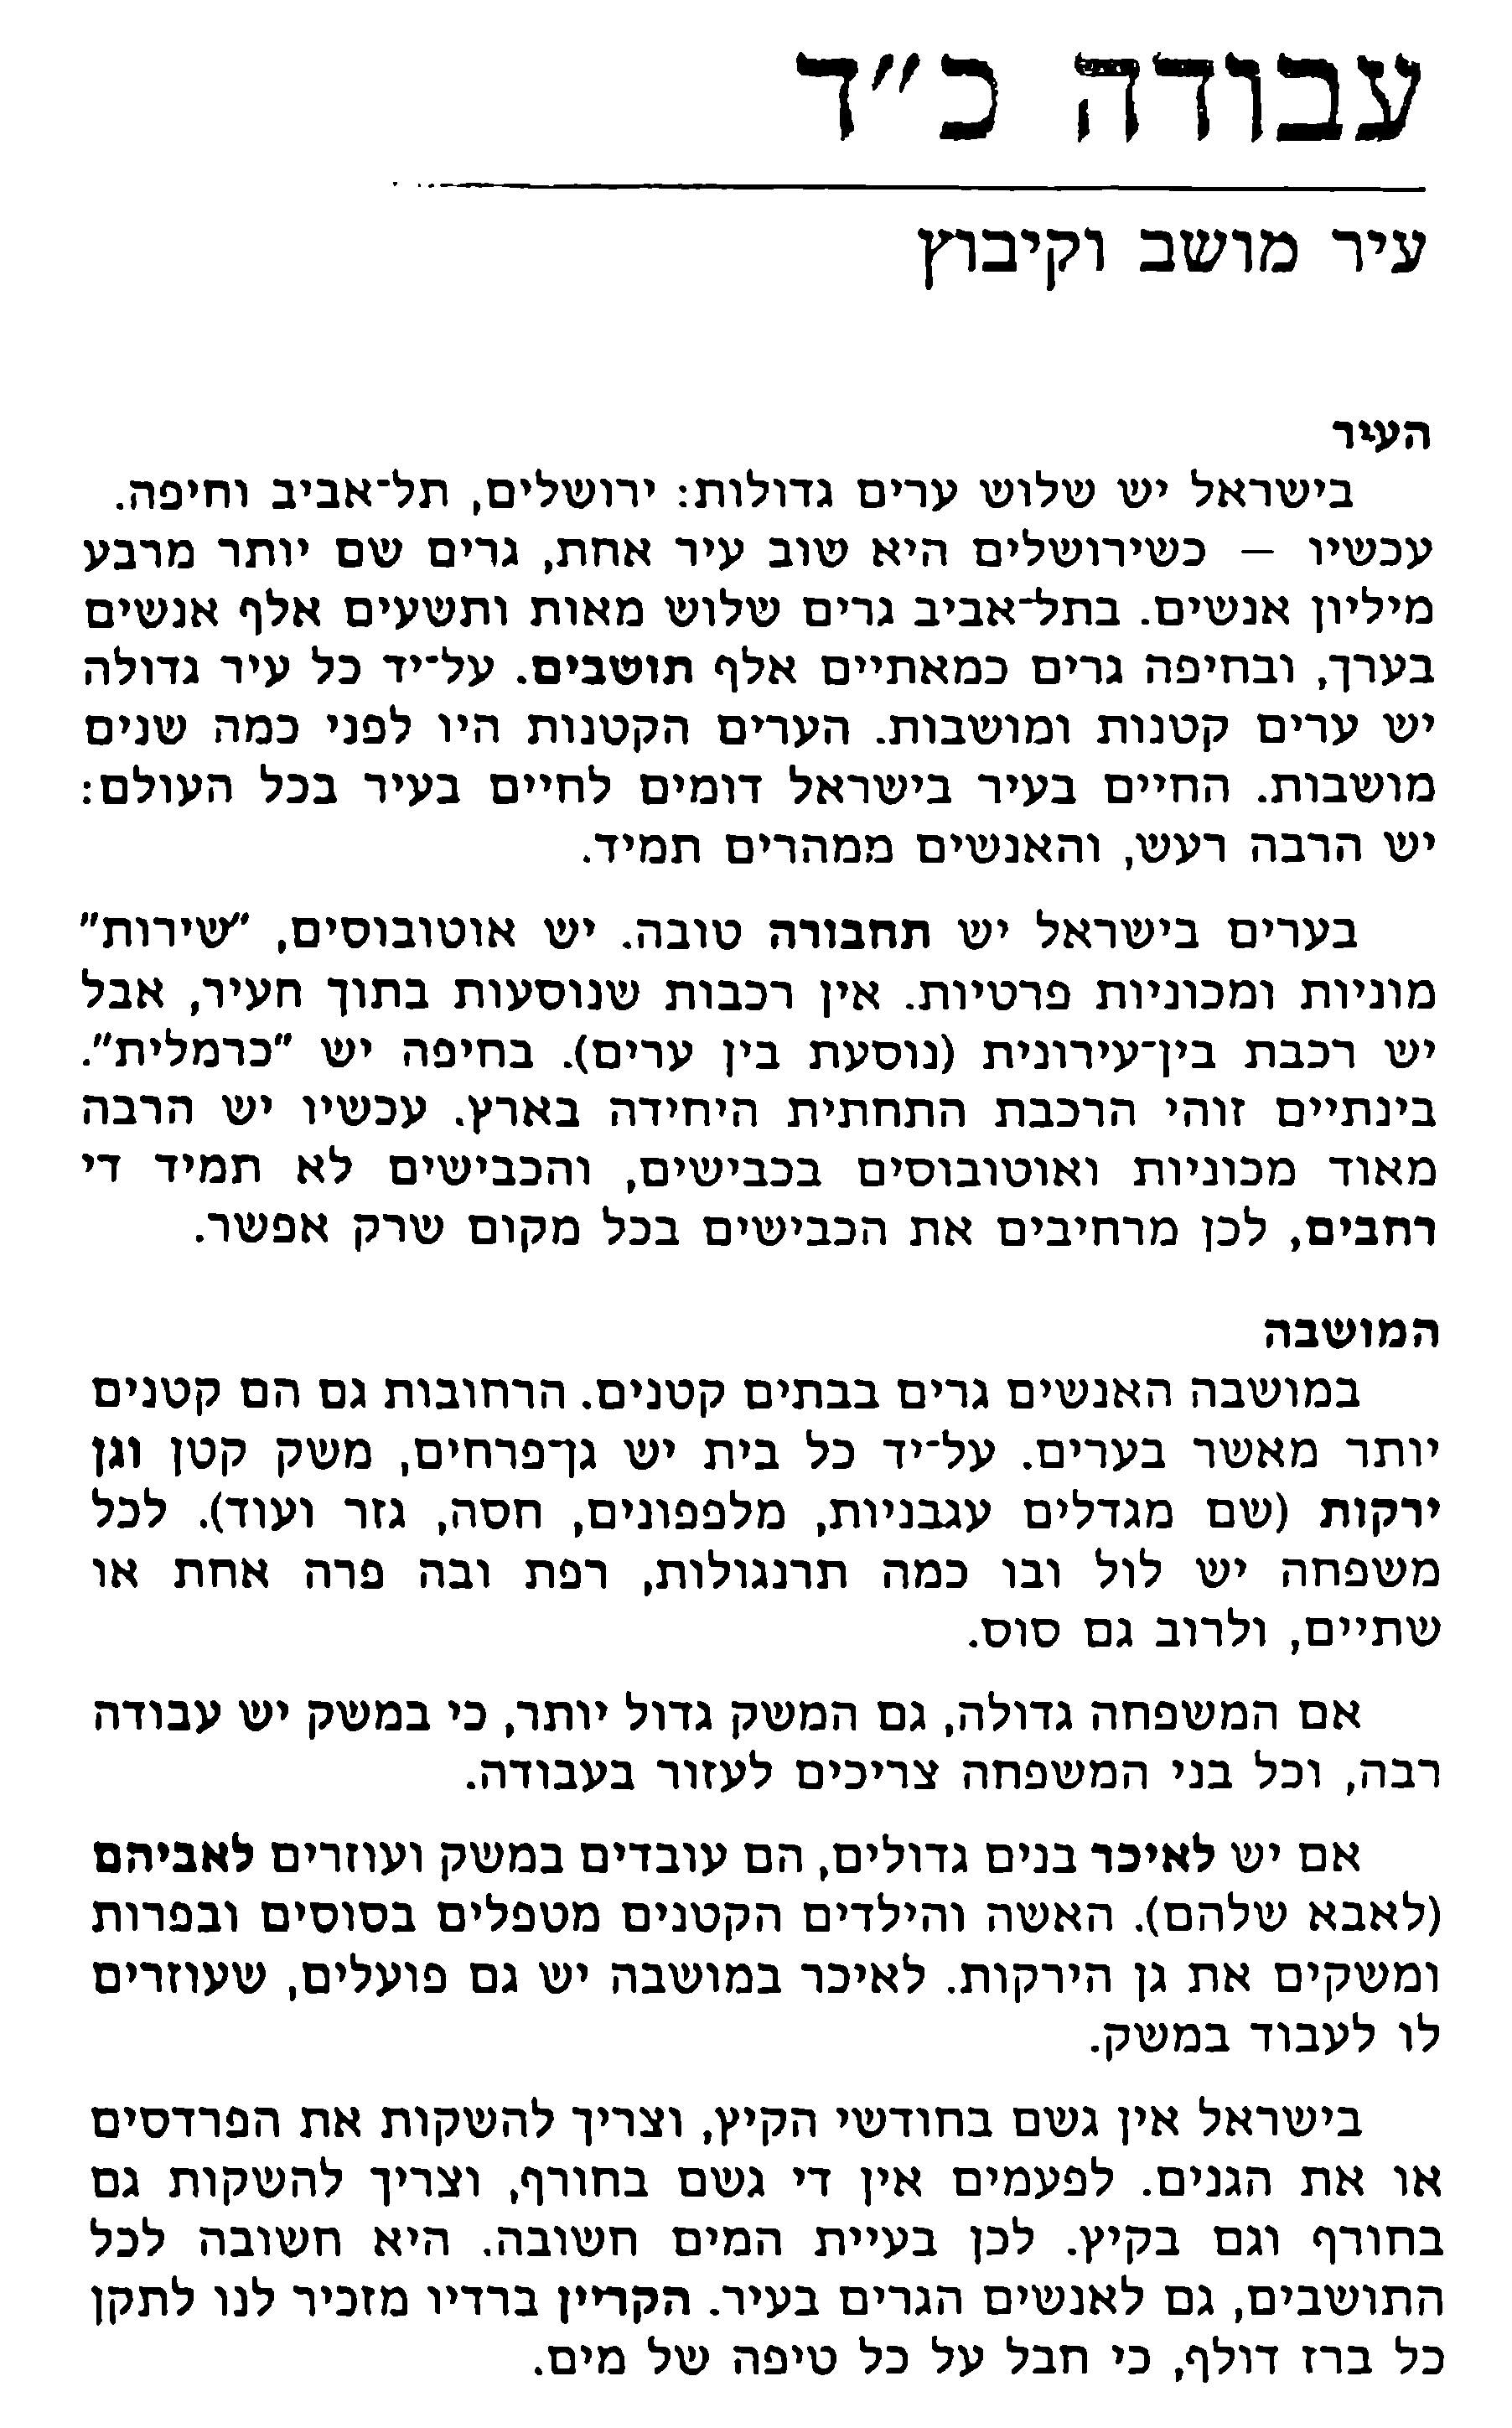 עבודה כ״ד
עיר מושב וקיבוץ
העיר
בישראל יש שלוש ערים גדולות: ירושלים, תל־אביב וחיפה.
עכשיו – כשירושלים היא שוב עיר אחת, גרים שם יותר מרבע
מיליון אנשים. בתל־אביב גרים שלוש מאות ותשעים אלף אנשים
בערך, ובחיפה גרים כמאתיים אלף תושבים. על־יד כל עיר גדולה
יש ערים קטנות ומושבות. הערים הקטנות היו לפני כמה שנים
מושבות. החיים בעיר בישראל דומים לחיים בעיר בכל העולם:
יש הרבה רעש, והאנשים ממהרים תמיד.
בערים בישראל יש תחבורה טובה. יש אוטובוסים, "שירות"
מוניות ומכוניות פרטיות. אין רכבות שנוסעות בתוך העיר, אבל
יש רכבת בין־עירונית (נוסעת בין ערים). בחיפה יש "כרמלית".
בינתיים זוהי הרכבת התחתית היחידה בארץ. עכשיו יש הרבה
מאוד מכוניות ואוטובוסים בכבישים, והכבישים לא תמיד די
רחבים, לכן מרחיבים את הכבישים בכל מקום שרק אפשר.
המושבה
במושבה האנשים גרים בבתים קטנים. הרחובות גם הם קטנים
יותר מאשר בערים. על־יד כל בית יש גן־פרחים, משק קטן וגן
ירקות (שם מגדלים עגבניות, מלפפונים, חסה, גזר ועוד). לכל
משפחה יש לול ובו כמה תרנגולות, רפת ובה פרה אחת או
שתיים, ולרוב גם סוס.
אם המשפחה גדולה, גם המשק גדול יותר, כי במשק יש עבודה
רבה, וכל בני המשפחה צריכים לעזור בעבודה.
אם יש לאיכר בנים גדולים, הם עובדים במשק ועוזרים לאביהם
(לאבא שלהם). האשה והילדים הקטנים מטפלים בסוסים ובפרות
ומשקים את גן הירקות. לאיכר במושבה יש גם פועלים, שעוזרים
לו לעבוד במשק.
בישראל אין גשם בחודשי הקיץ, וצריך להשקות את הפרדסים
או את הגנים. לפעמים אין די גשם בחורף, וצריך להשקות גם
בחורף וגם בקיץ. לכן בעיית המים חשובה. היא חשובה לכל
התושבים, גם לאנשים הגרים בעיר. הקריין ברדיו מזכיר לנו לתקן
כל ברז דולף, כי חבל על כל טיפה של מים.